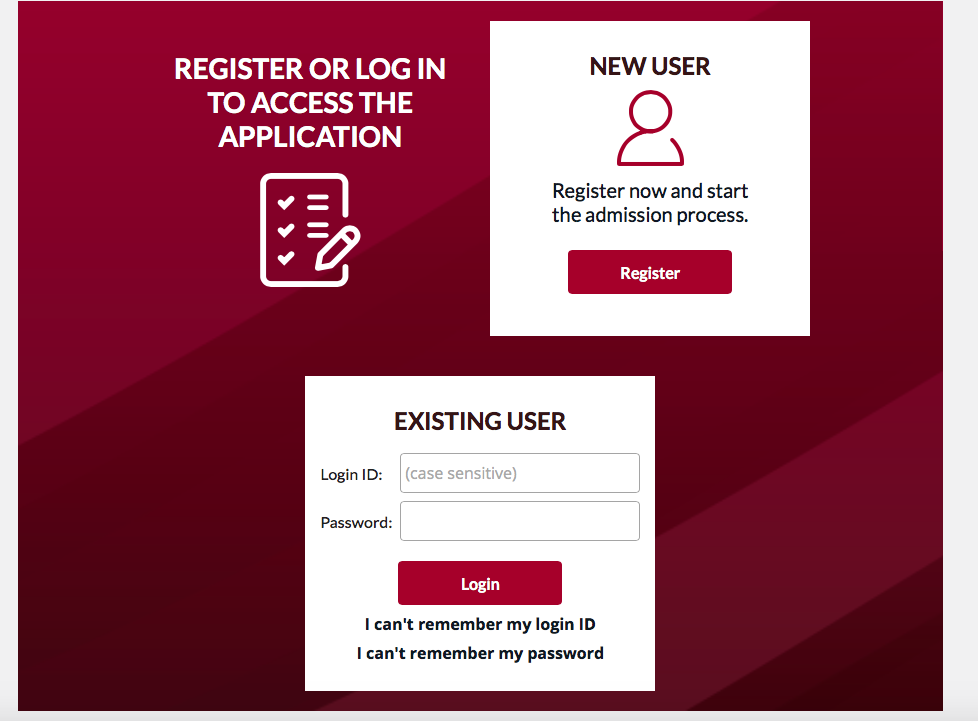 REGISTER OR LOG IN
TO ACCESS THE
APPLICATION
NEW USER
Register now and start
the admission process.
Register
EXISTING USER
Login ID: (case sensitive)
Password:
Login
I can't remember my login ID
I can't remember my password